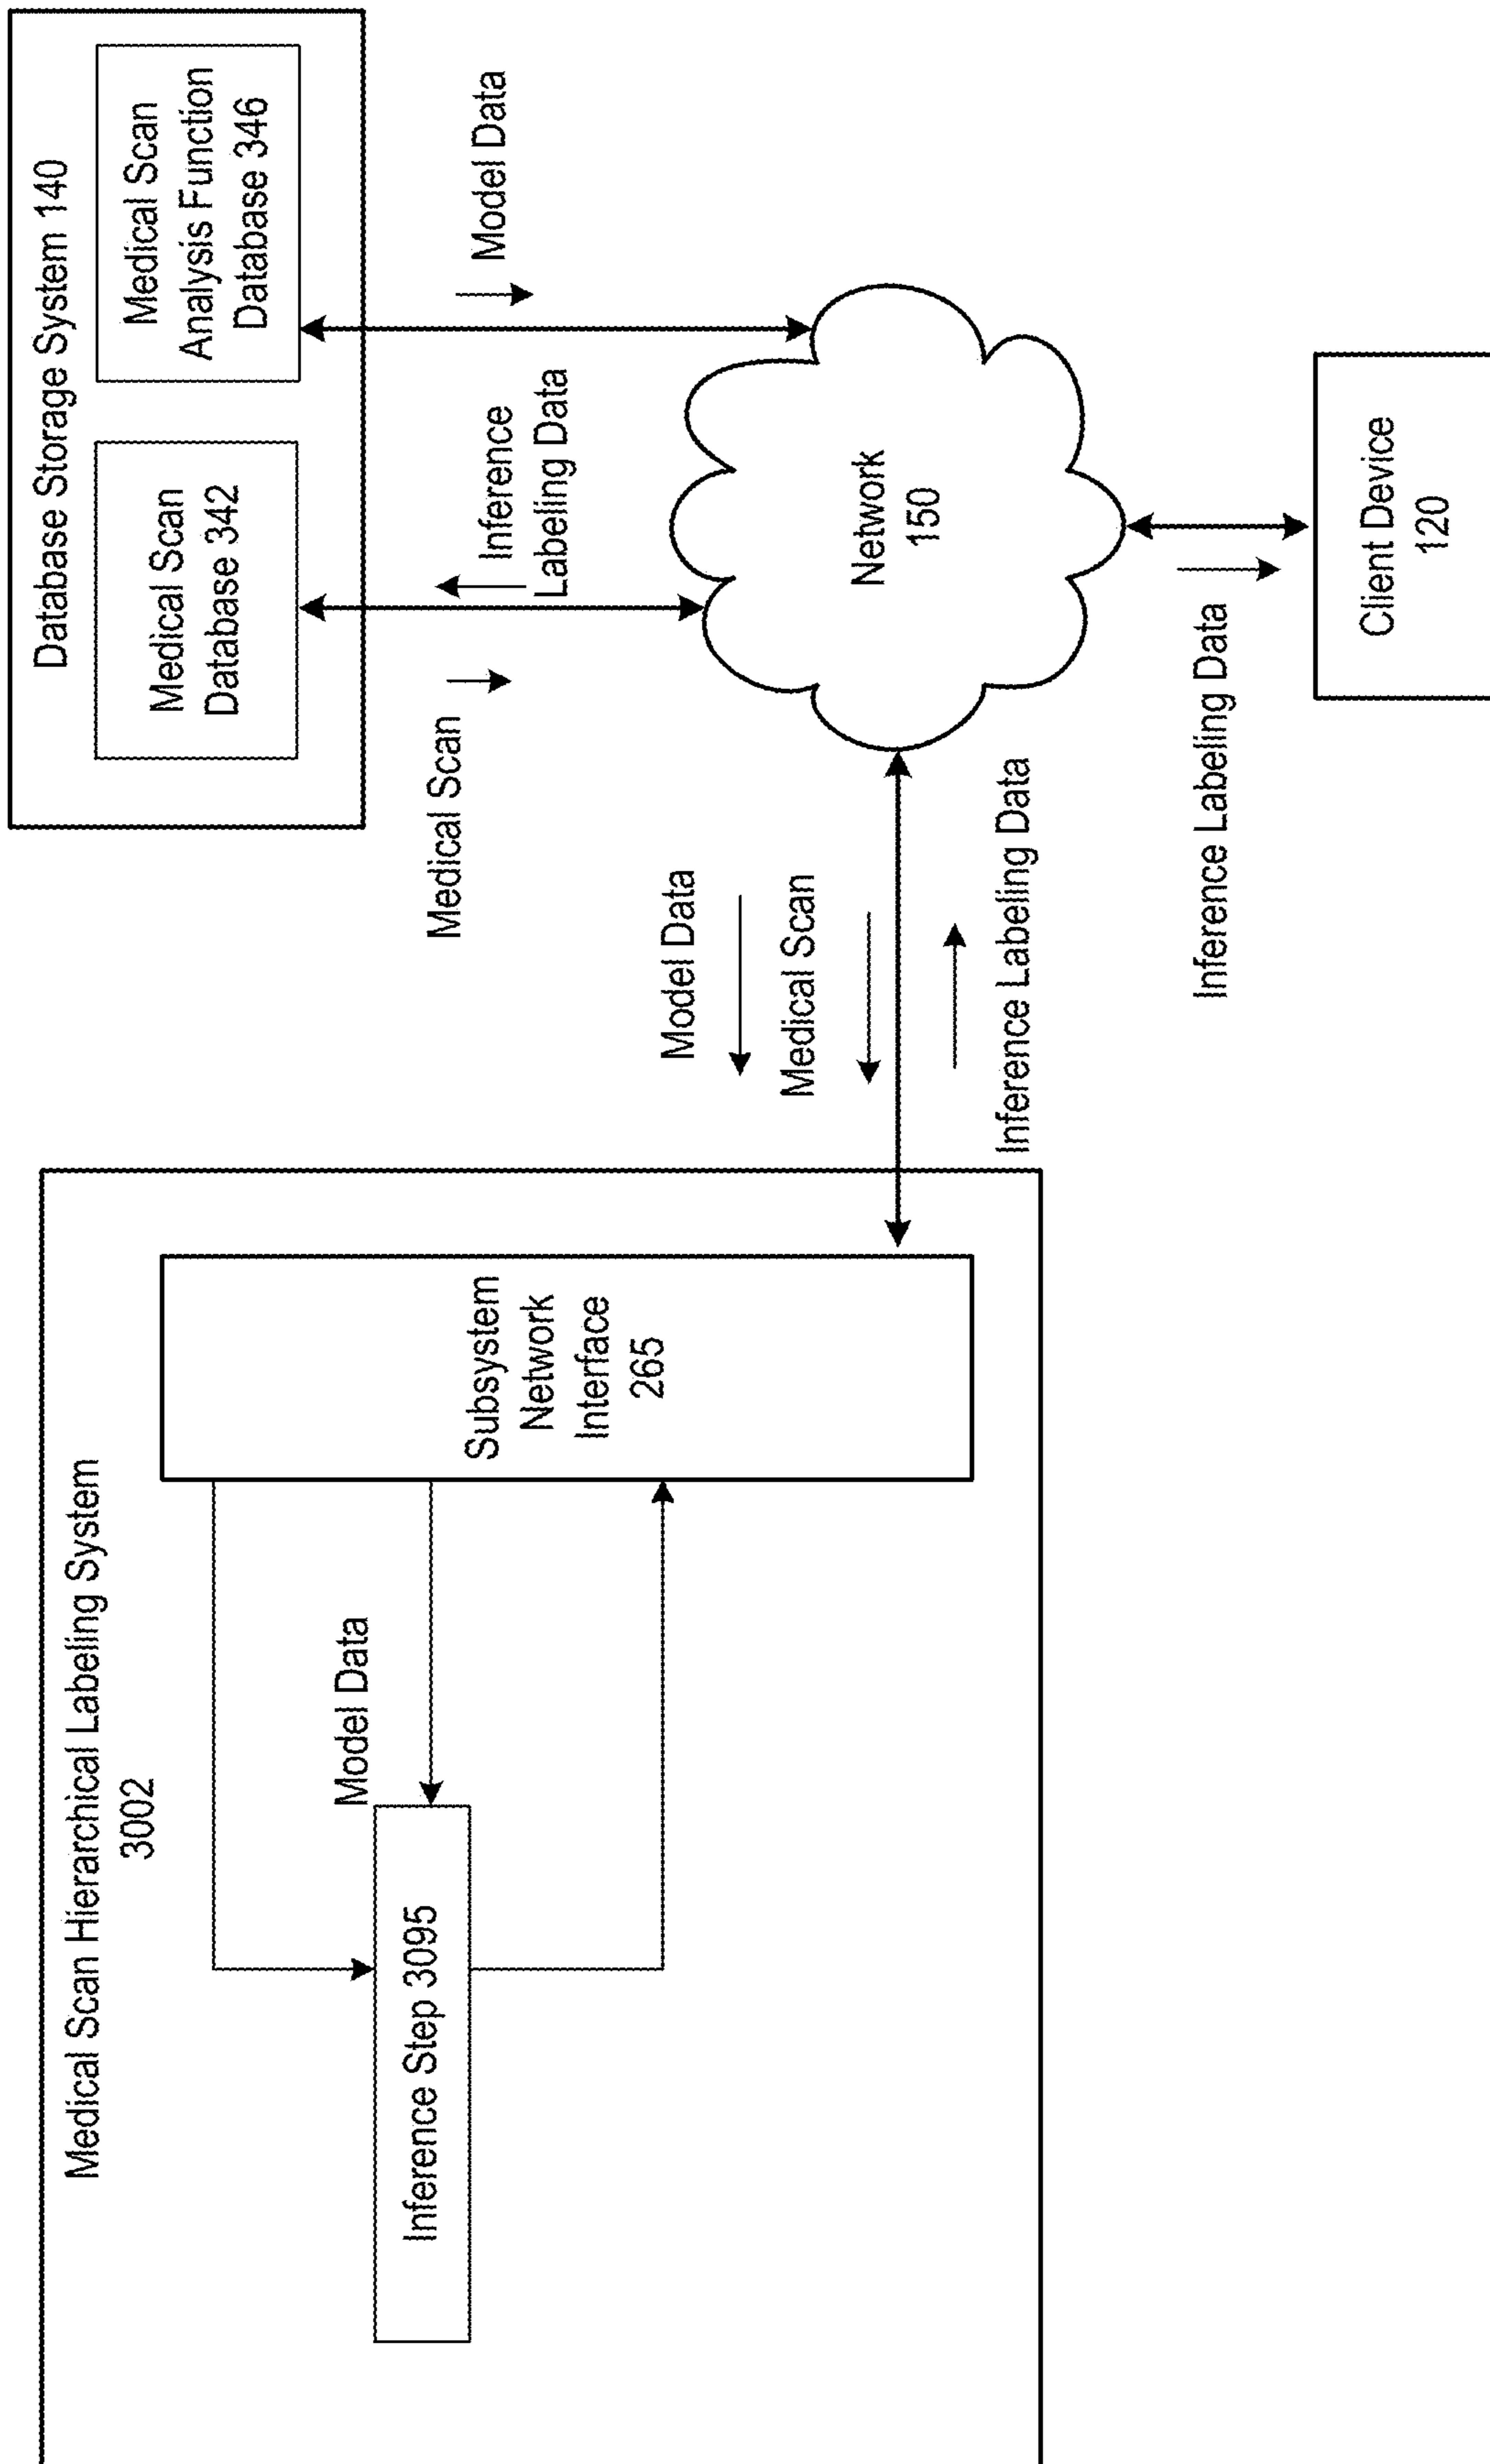 Medical Scan Hierarchical Labeling System
3002
Inference Step 3095
Model Data
Subsystem
Network
Interface
265
Model Data
Medical Scan
Inference Labeling Data
Database Storage System 140
Medical Scan
Database 342
Medical Scan
Analysis Function
Database 346
Medical Scan
Inference
Labeling Data
Model Data
Network
150
Inference Labeling Data
Client Device
120